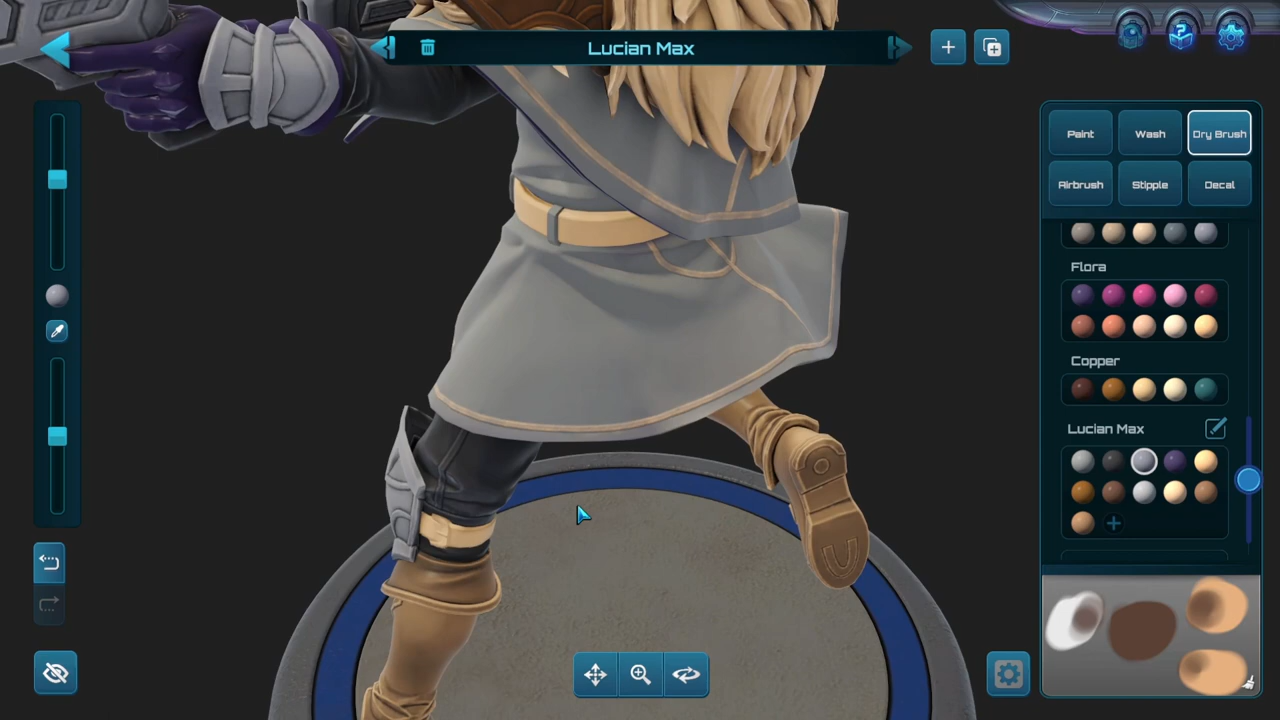 Lucian Max
Paint
Wash
Dry Brush
Airbrush
Stipple
Decal
Flora
Copper
Lucian Max